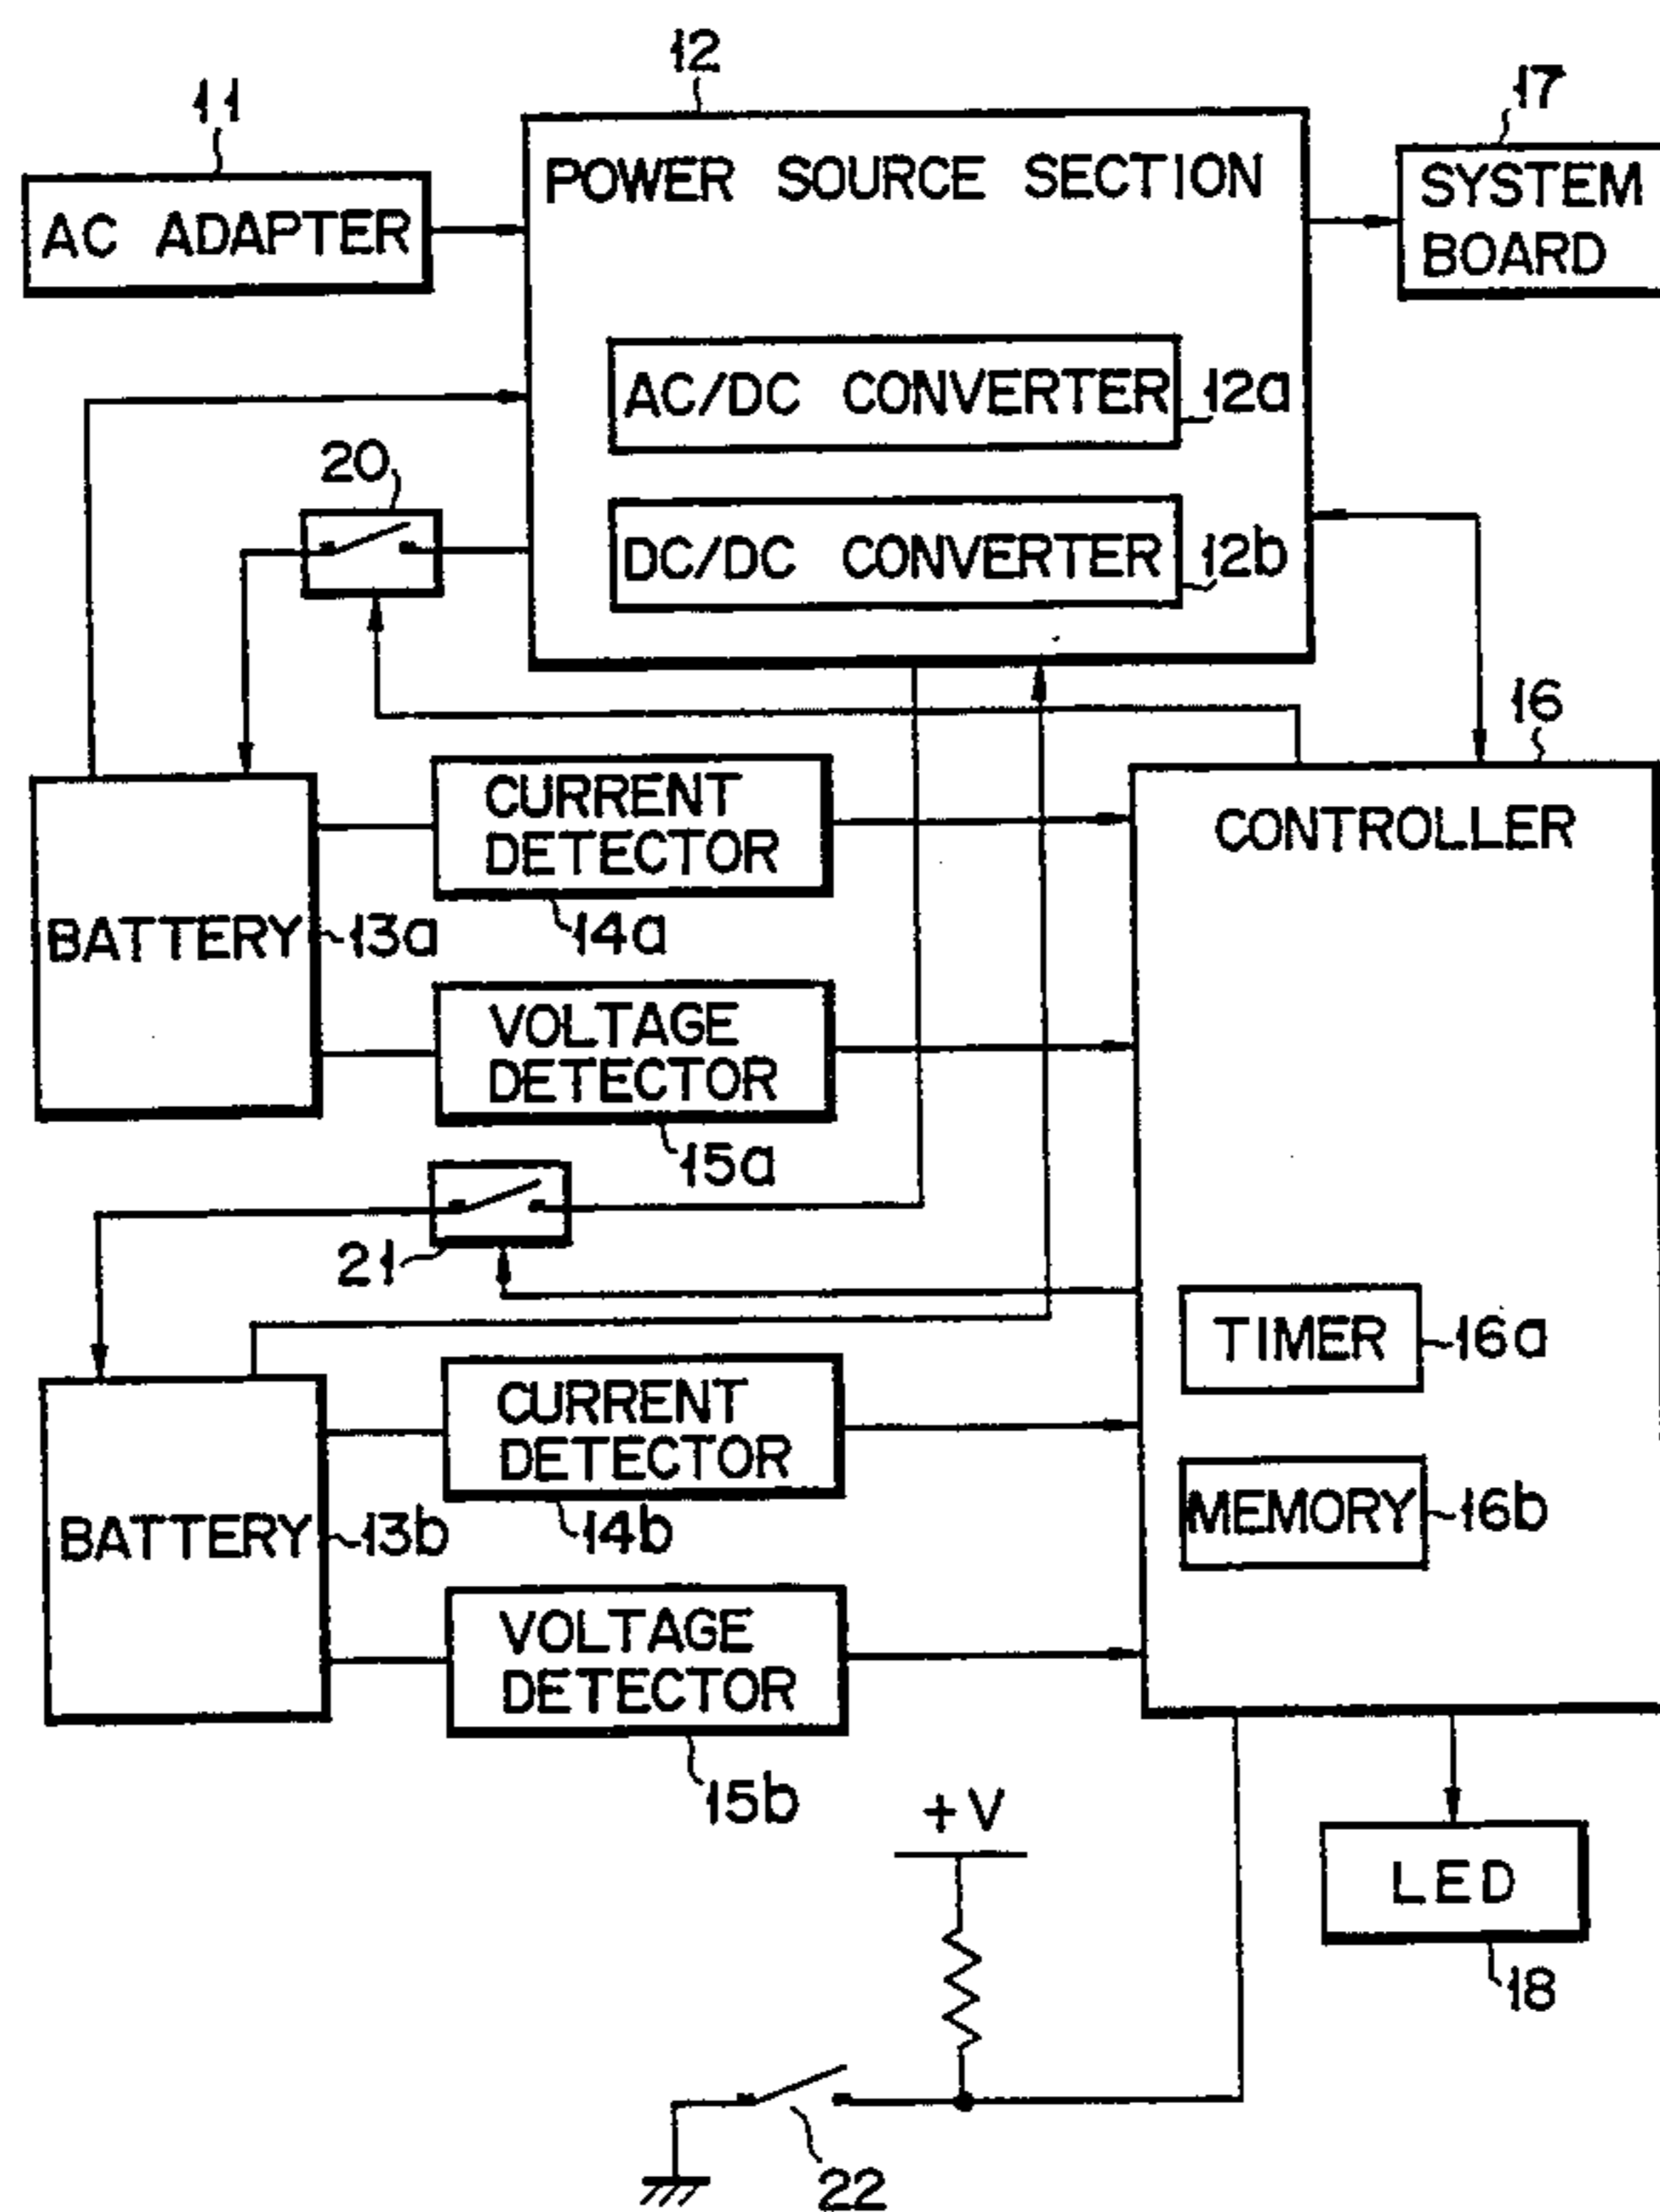 12
11
17
POWER SOURCE SECTION
SYSTEM
BOARD
AC ADAPTER
AC/DC CONVERTER
12a
20
DC/DC CONVERTER
12b
16
CURRENT
DETECTOR
CONTROLLER
14a
BATTERY
13a
VOLTAGE
DETECTOR
15a
21
TIMER
16a
CURRENT
DETECTOR
14b
MEMORY
16b
BATTERY
13b
VOLTAGE
DETECTOR
15b
+V
LED
18
22